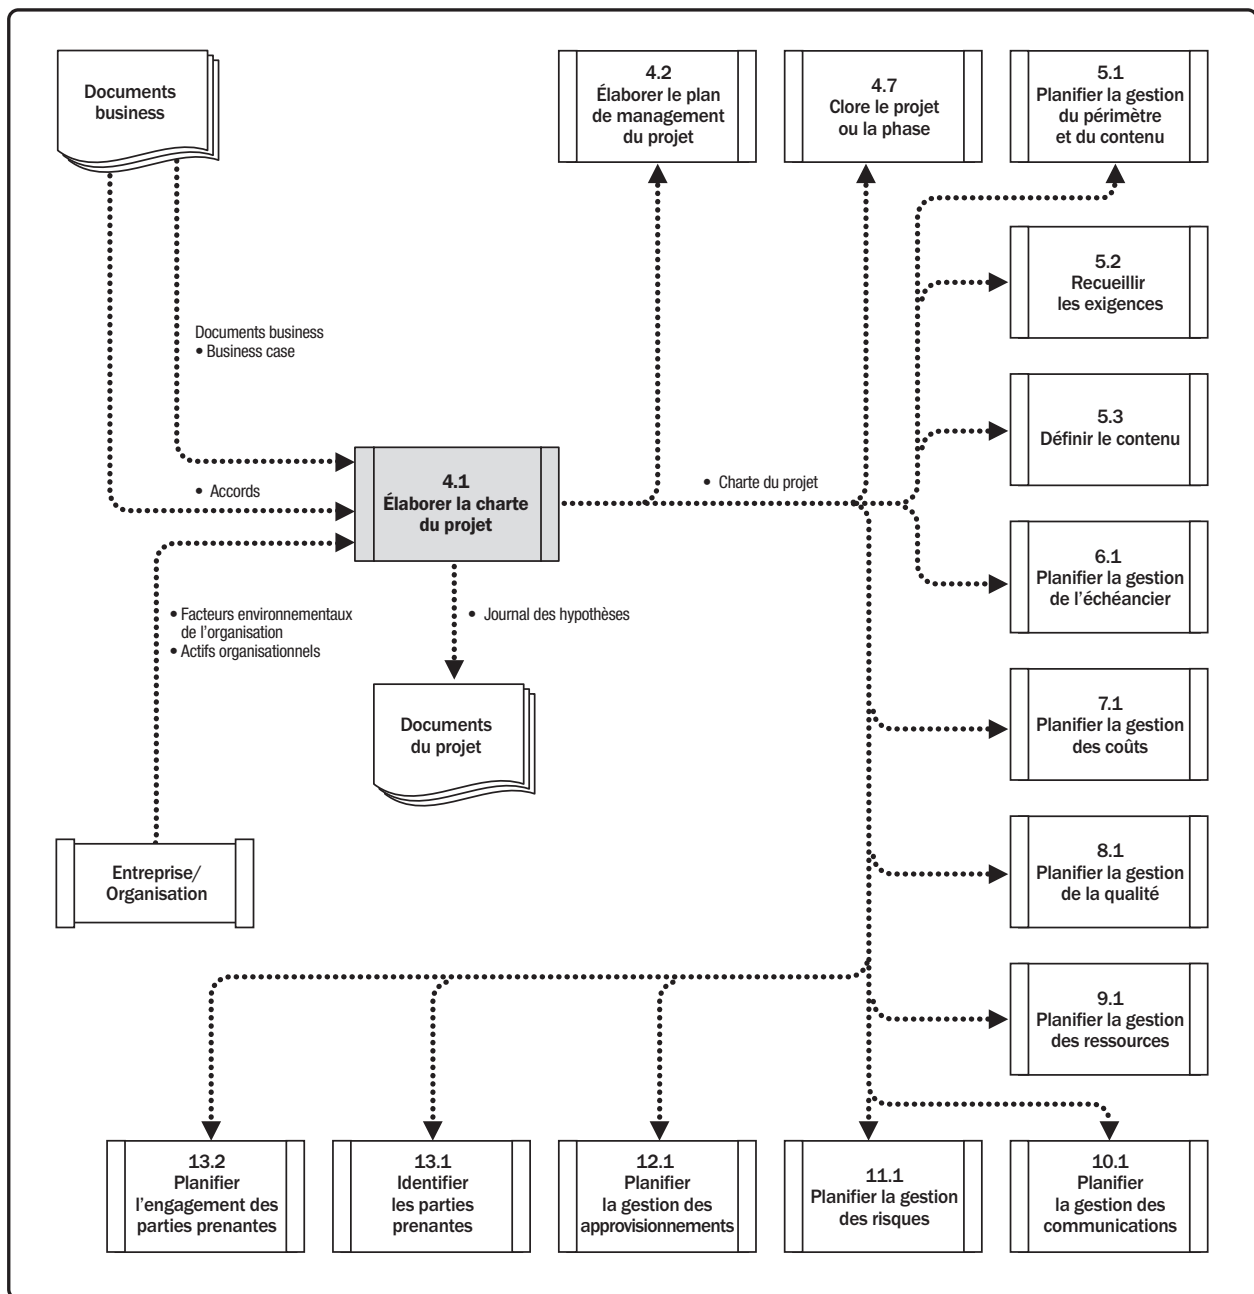 Documents
business
4.2
Élaborer le plan
de management
du projet
4.7
Clore le projet
ou la phase
5.1
Planifier la gestion
du périmètre
et du contenu
5.2
Recueillir
les exigences
Documents business
• Business case
5.3
Définir le contenu
4.1
Élaborer la charte
du projet
• Accords
• Charte du projet
6.1
Planifier la gestion
de l'échéancier
• Facteurs environnementaux
de l'organisation
• Actifs organisationnels
• Journal des hypothèses
Documents
du projet
7.1
Planifier la gestion
des coûts
Entreprise/
Organisation
8.1
Planifier la gestion
de la qualité
9.1
Planifier la gestion
des ressources
13.2
Planifier
l'engagement des
parties prenantes
13.1
Identifier
les parties
prenantes
12.1
Planifier
la gestion des
approvisionnements
11.1
Planifier la gestion
des risques
10.1
Planifier
la gestion des
communications